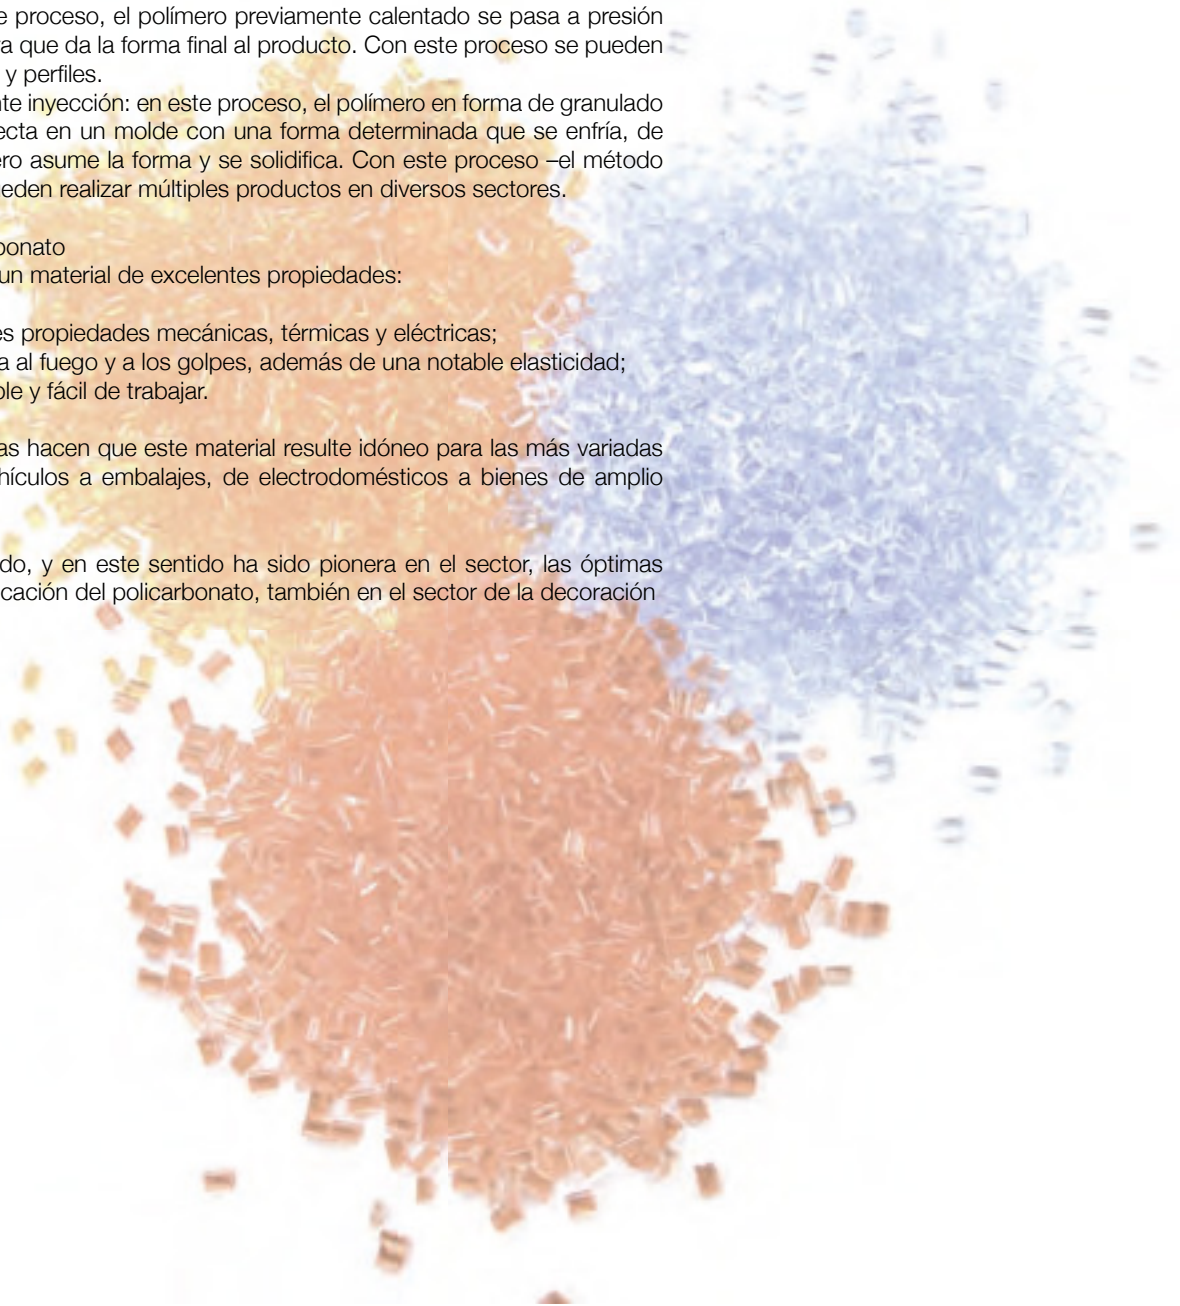 e proceso, el polímero previamente calentado se pasa a presión
a que da la forma final al producto. Con este proceso se pueden
y perfiles.
te inyección: en este proceso, el polímero en forma de granulado
ecta en un molde con una forma determinada que se enfría, de
ero asume la forma y se solidifica. Con este proceso –el método
ueden realizar múltiples productos en diversos sectores.
bonato
un material de excelentes propiedades:
es propiedades mecánicas, térmicas y eléctricas;
a al fuego y a los golpes, además de una notable elasticidad;
ble y fácil de trabajar.
as hacen que este material resulte idóneo para las más variadas
hículos a embalajes, de electrodomésticos a bienes de amplio
do, y en este sentido ha sido pionera en el sector, las óptimas
cación del policarbonato, también en el sector de la decoración